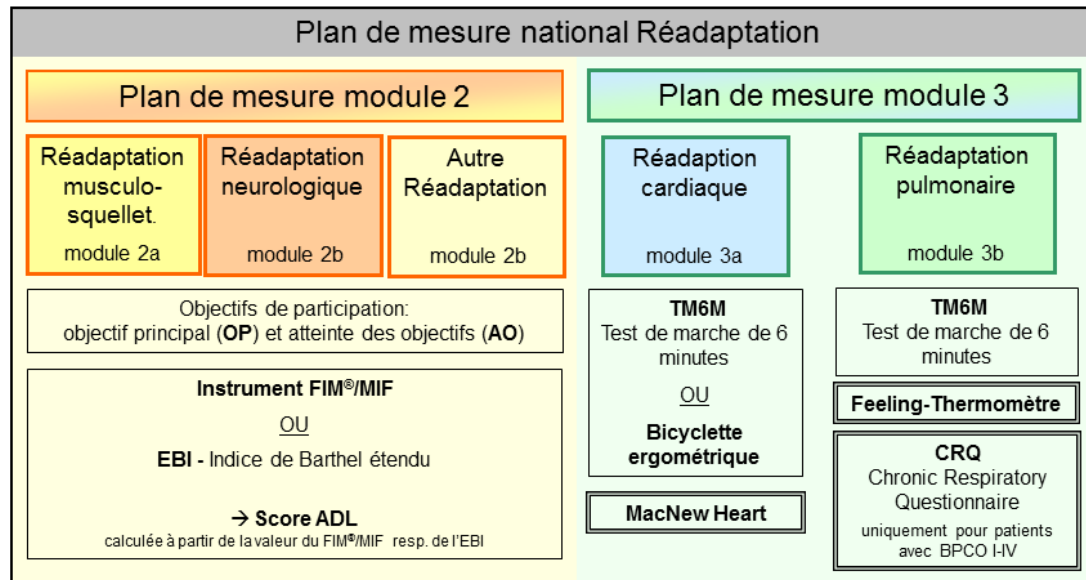 Plan de mesure national Réadaptation
Plan de mesure module 2
Réadaptation
musculo-
squellet.
module 2a
Réadaptation
neurologique
module 2b
Autre
Réadaptation
module 2b
Objectifs de participation:
objectif principal (OP) et atteinte des objectifs (AO)
Instrument FIM®/MIF
OU
EBI - Indice de Barthel étendu
→ Score ADL
calculée à partir de la valeur du FIM®/MIF resp. de l'EBI
Plan de mesure module 3
Réadaption
cardiaque
module 3a
TM6M
Test de marche de 6
minutes
OU
Bicyclette
ergométrique
MacNew Heart
Réadaptation
pulmonaire
module 3b
TM6M
Test de marche de 6
minutes
Feeling-Thermomètre
CRQ
Chronic Respiratory
Questionnaire
uniquement pour patients
avec BPCO I-IV